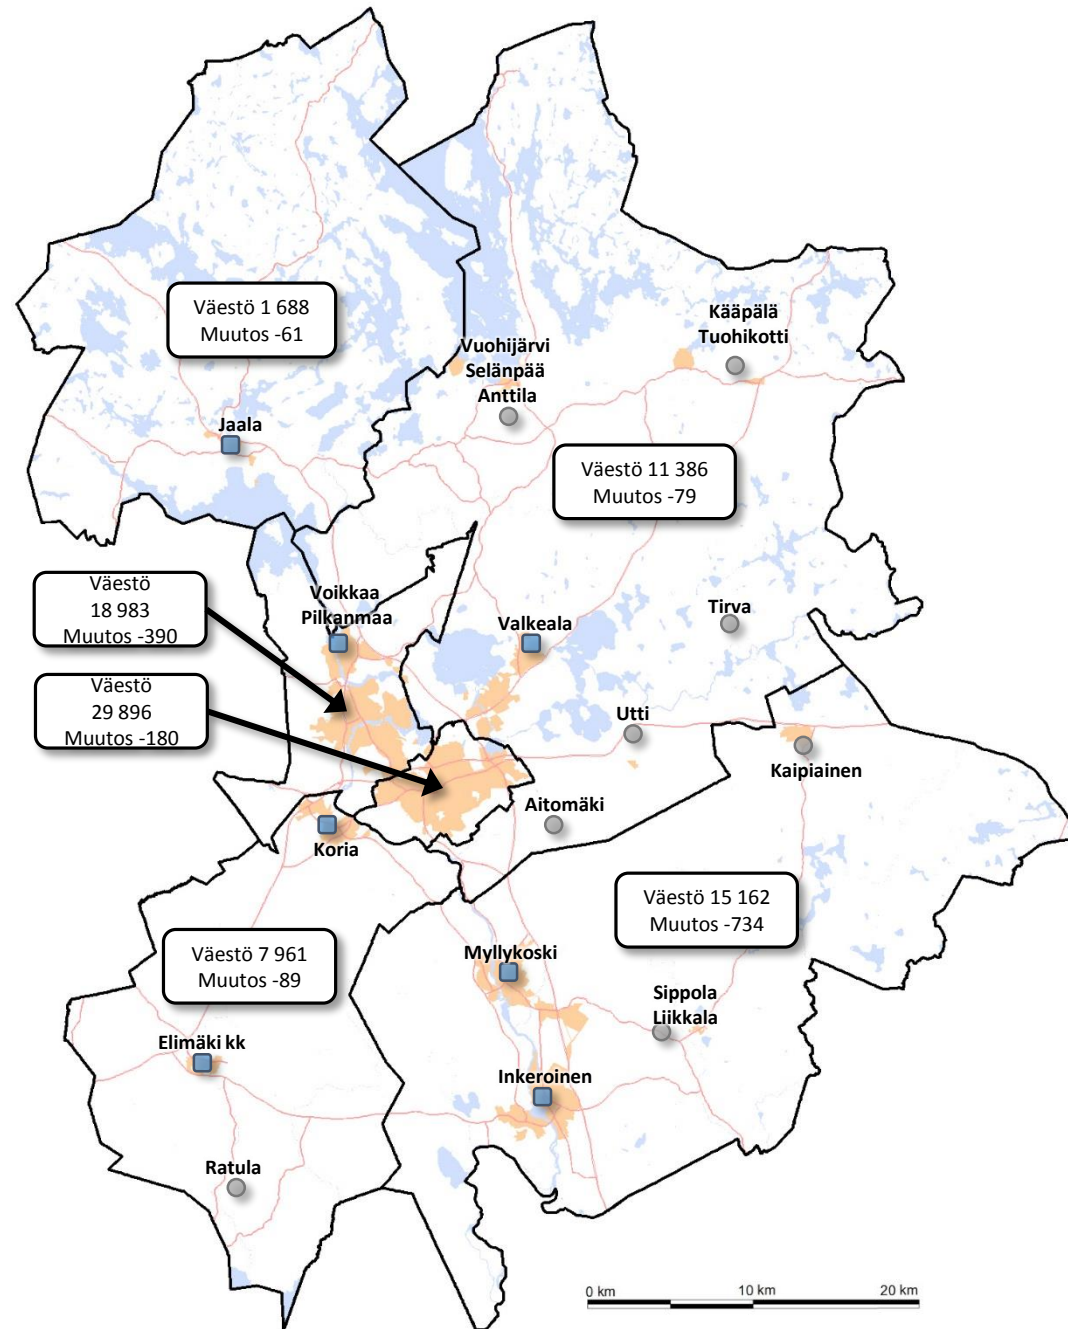 Väestö 1 688
Muutos -61
Kääpälä
Tuohikotti
Vuohijärvi
Selänpää
Anttila
Jaala
Väestö 11 386
Muutos -79
Väestö
18 983
Muutos -390
Voikkaa
Pilkanmaa
Valkeala
Tirva
Väestö
29 896
Muutos -180
Utti
Kaipiainen
Aitomäki
Koria
Väestö 15 162
Muutos -734
Väestö 7 961
Muutos -89
Myllykoski
Sippola
Liikkala
Elimäki kk
Inkeroinen
Ratula
0 km 10 km 20 km